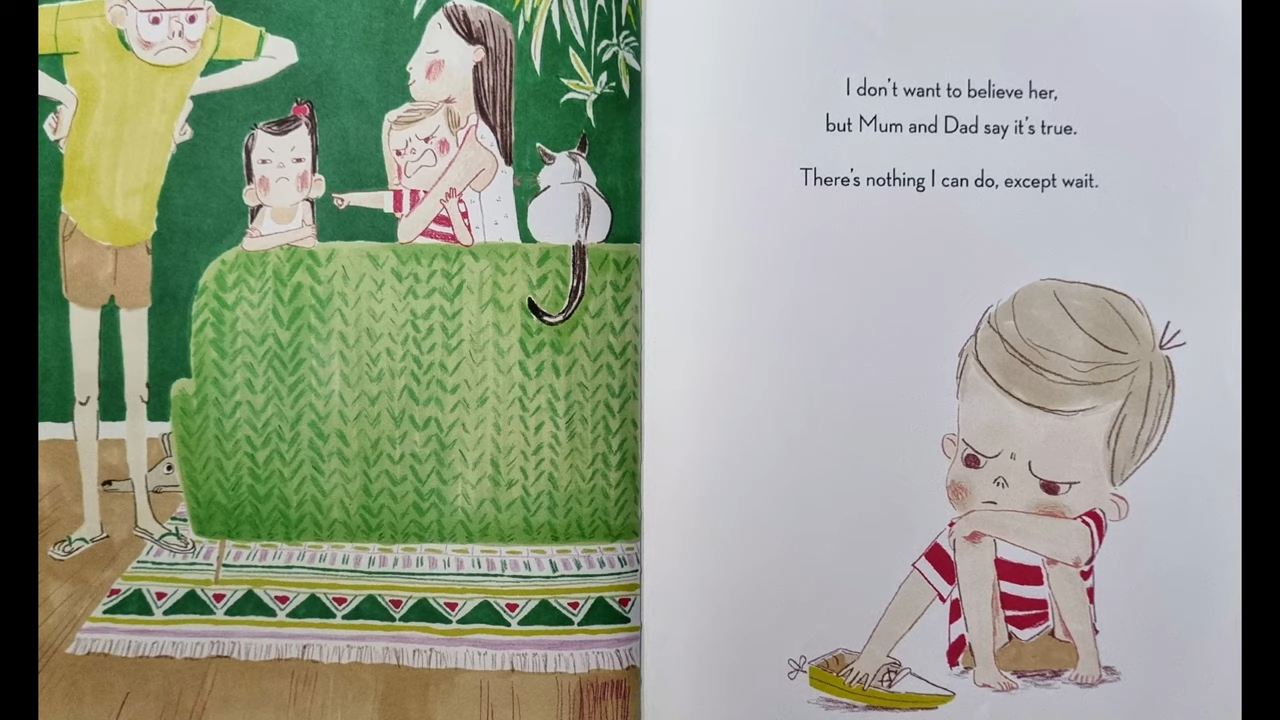 I don't want to believe her,
but Mum and Dad say it's true.
There's nothing I can do, except wait.